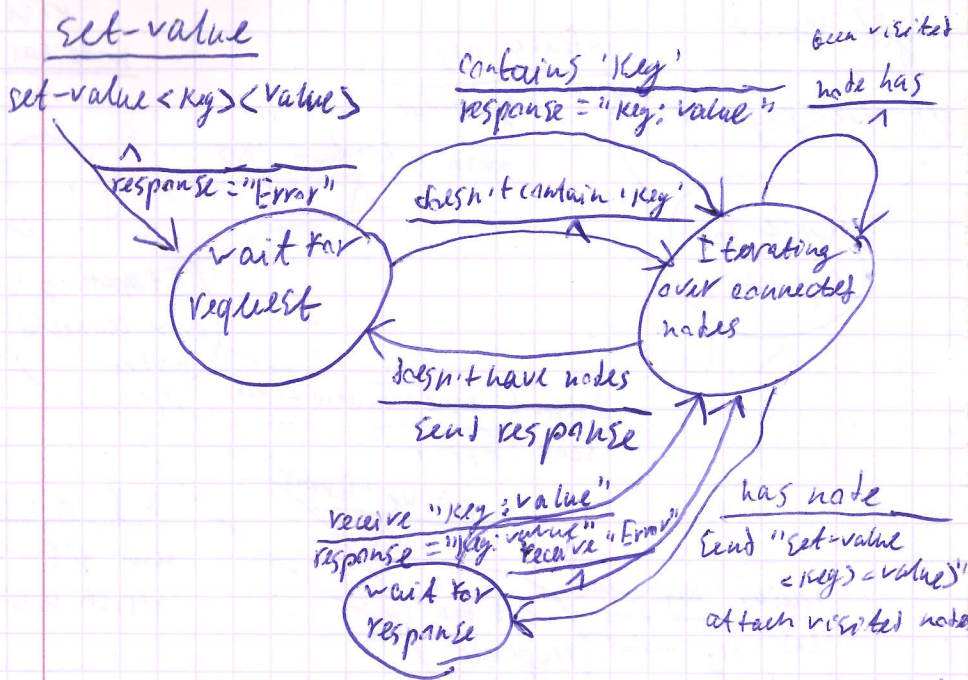 set-value
set-value <key> <value>
^
response = "Error"
contains 'key'
response = "key: value"
been visited
node has
^
doesn't contain 'key'
^
wait for
request
Iterating
over connected
nodes
doesn't have nodes
send response
receive "key: value"
response = "key: value"
receive "Error"
^
wait for
response
has node
send "set-value
<key> <value>"
attach visited nodes